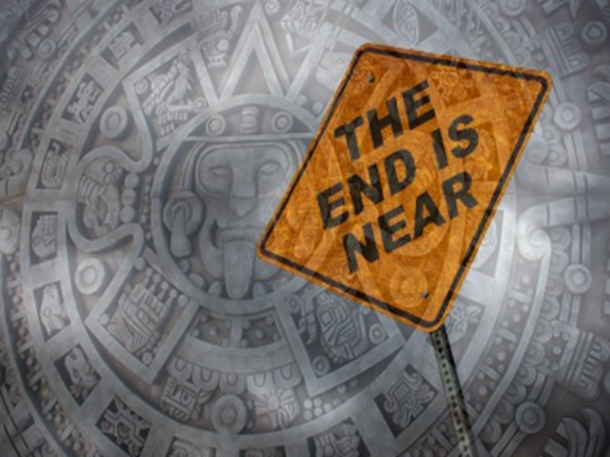 THE
END IS
NEAR